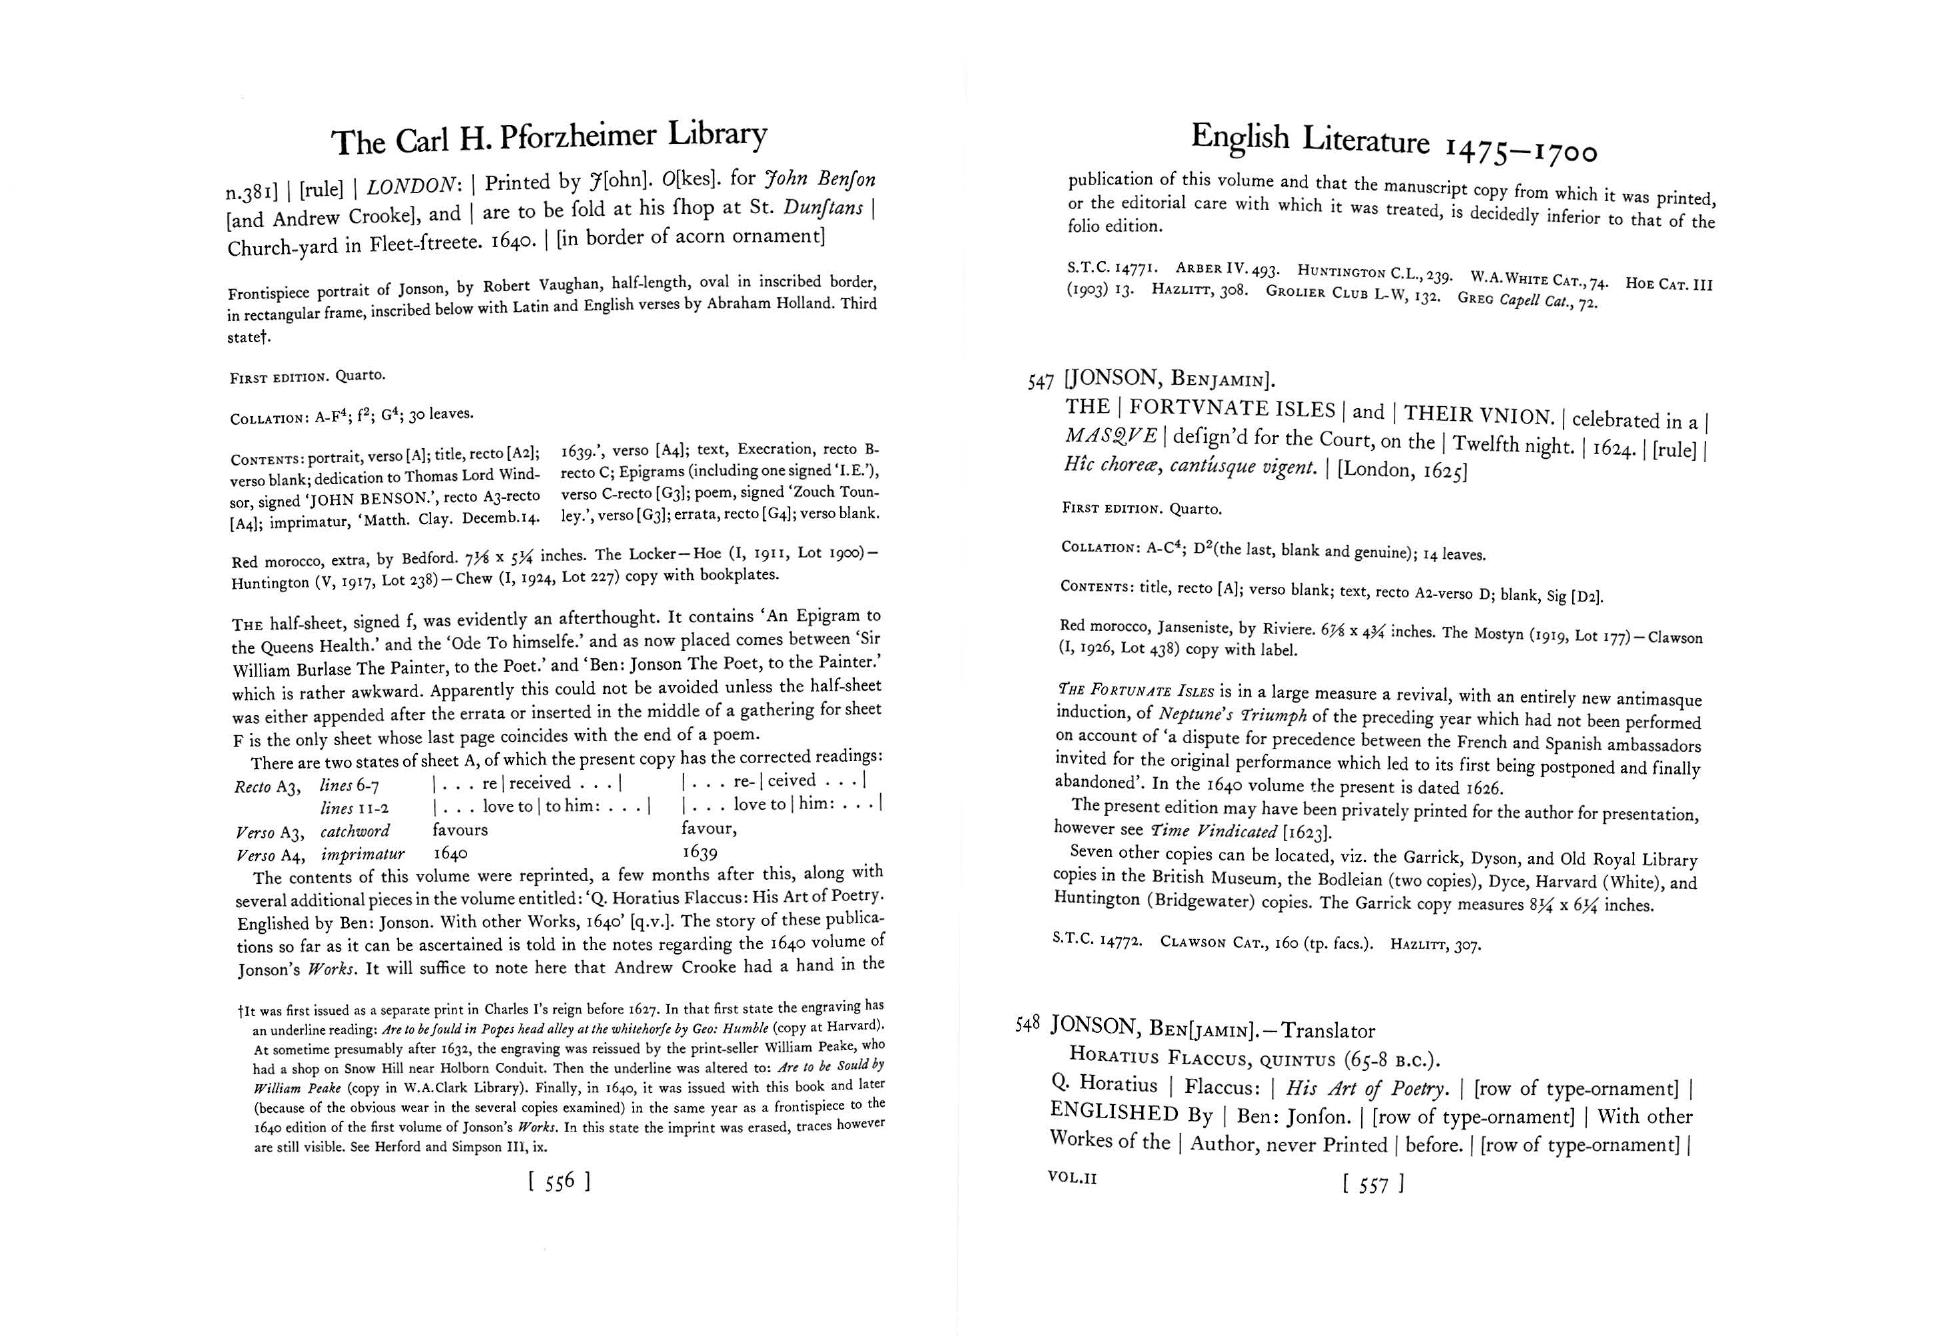 The Carl H. Pforzheimer Library
n.381] | [rule] | LONDON: | Printed by J[ohn]. O[kes]. for John Benſon
[and Andrew Crooke], and | are to be ſold at his ſhop at St. Dunſtans |
Church-yard in Fleet-ſtreete. 1640. | [in border of acorn ornament]
Frontispiece portrait of Jonson, by Robert Vaughan, half-length, oval in inscribed border,
in rectangular frame, inscribed below with Latin and English verses by Abraham Holland. Third
state†.
FIRST EDITION. Quarto.
COLLATION: A-F⁴; f²; G⁴; 30 leaves.
CONTENTS: portrait, verso [A]; title, recto [A2];
verso blank; dedication to Thomas Lord Wind-
sor, signed ‘JOHN BENSON.’, recto A3-recto
[A4]; imprimatur, ‘Matth. Clay. Decemb.14.
1639.’, verso [A4]; text, Execration, recto B-
recto C; Epigrams (including one signed ‘I.E.’),
verso C-recto [G3]; poem, signed ‘Zouch Toun-
ley.’, verso [G3]; errata, recto [G4]; verso blank.
Red morocco, extra, by Bedford. 7⅛ x 5¼ inches. The Locker—Hoe (I, 1911, Lot 1900)—
Huntington (V, 1917, Lot 238)—Chew (I, 1924, Lot 227) copy with bookplates.
THE half-sheet, signed f, was evidently an afterthought. It contains ‘An Epigram to
the Queens Health.’ and the ‘Ode To himselfe.’ and as now placed comes between ‘Sir
William Burlase The Painter, to the Poet.’ and ‘Ben: Jonson The Poet, to the Painter.’
which is rather awkward. Apparently this could not be avoided unless the half-sheet
was either appended after the errata or inserted in the middle of a gathering for sheet
F is the only sheet whose last page coincides with the end of a poem.
There are two states of sheet A, of which the present copy has the corrected readings:
Recto A3, lines 6-7 | . . . re | received . . . | | . . . re- | ceived . . . |
lines 11-2 | . . . love to | to him: . . . | | . . . love to | him: . . . |
Verso A3, catchword favours favour,
Verso A4, imprimatur 1640 1639
The contents of this volume were reprinted, a few months after this, along with
several additional pieces in the volume entitled: ‘Q. Horatius Flaccus: His Art of Poetry.
Englished by Ben: Jonson. With other Works, 1640’ [q.v.]. The story of these publica-
tions so far as it can be ascertained is told in the notes regarding the 1640 volume of
Jonson's Works. It will suffice to note here that Andrew Crooke had a hand in the
†It was first issued as a separate print in Charles I's reign before 1627. In that first state the engraving has
an underline reading: Are to be ſould in Popes head alley at the whitehorſe by Geo: Humble (copy at Harvard).
At sometime presumably after 1632, the engraving was reissued by the print-seller William Peake, who
had a shop on Snow Hill near Holborn Conduit. Then the underline was altered to: Are to be Sould by
William Peake (copy in W.A.Clark Library). Finally, in 1640, it was issued with this book and later
(because of the obvious wear in the several copies examined) in the same year as a frontispiece to the
1640 edition of the first volume of Jonson's Works. In this state the imprint was erased, traces however
are still visible. See Herford and Simpson III, ix.
[ 556 ]
English Literature 1475—1700
publication of this volume and that the manuscript copy from which it was printed,
or the editorial care with which it was treated, is decidedly inferior to that of the
folio edition.
S.T.C. 14771. ARBER IV. 493. HUNTINGTON C.L., 239. W.A.WHITE CAT., 74. HOE CAT. III
(1903) 13. HAZLITT, 308. GROLIER CLUB L-W, 132. GREG Capell Cat., 72.
547 [JONSON, BENJAMIN].
THE | FORTVNATE ISLES | and | THEIR VNION. | celebrated in a |
MASQVE | deſign'd for the Court, on the | Twelfth night. | 1624. | [rule] |
Hîc choreæ, cantúsque vigent. | [London, 1625]
FIRST EDITION. Quarto.
COLLATION: A-C⁴; D²(the last, blank and genuine); 14 leaves.
CONTENTS: title, recto [A]; verso blank; text, recto A2-verso D; blank, Sig [D2].
Red morocco, Janseniste, by Riviere. 6⅞ x 4¾ inches. The Mostyn (1919, Lot 177)—Clawson
(I, 1926, Lot 438) copy with label.
THE FORTUNATE ISLES is in a large measure a revival, with an entirely new antimasque
induction, of Neptune's Triumph of the preceding year which had not been performed
on account of ‘a dispute for precedence between the French and Spanish ambassadors
invited for the original performance which led to its first being postponed and finally
abandoned’. In the 1640 volume the present is dated 1626.
The present edition may have been privately printed for the author for presentation,
however see Time Vindicated [1623].
Seven other copies can be located, viz. the Garrick, Dyson, and Old Royal Library
copies in the British Museum, the Bodleian (two copies), Dyce, Harvard (White), and
Huntington (Bridgewater) copies. The Garrick copy measures 8¼ x 6¼ inches.
S.T.C. 14772. CLAWSON CAT., 160 (tp. facs.). HAZLITT, 307.
548 JONSON, BEN[JAMIN].—Translator
HORATIUS FLACCUS, QUINTUS (65-8 B.C.).
Q. Horatius | Flaccus: | His Art of Poetry. | [row of type-ornament] |
ENGLISHED By | Ben: Jonſon. | [row of type-ornament] | With other
Workes of the | Author, never Printed | before. | [row of type-ornament] |
VOL.II
[ 557 ]